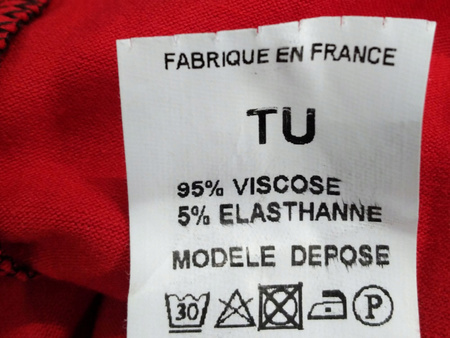 FABRIQUE EN FRANCE
TU
95% VISCOSE
5% ELASTHANNE
MODELE DEPOSE
30 P